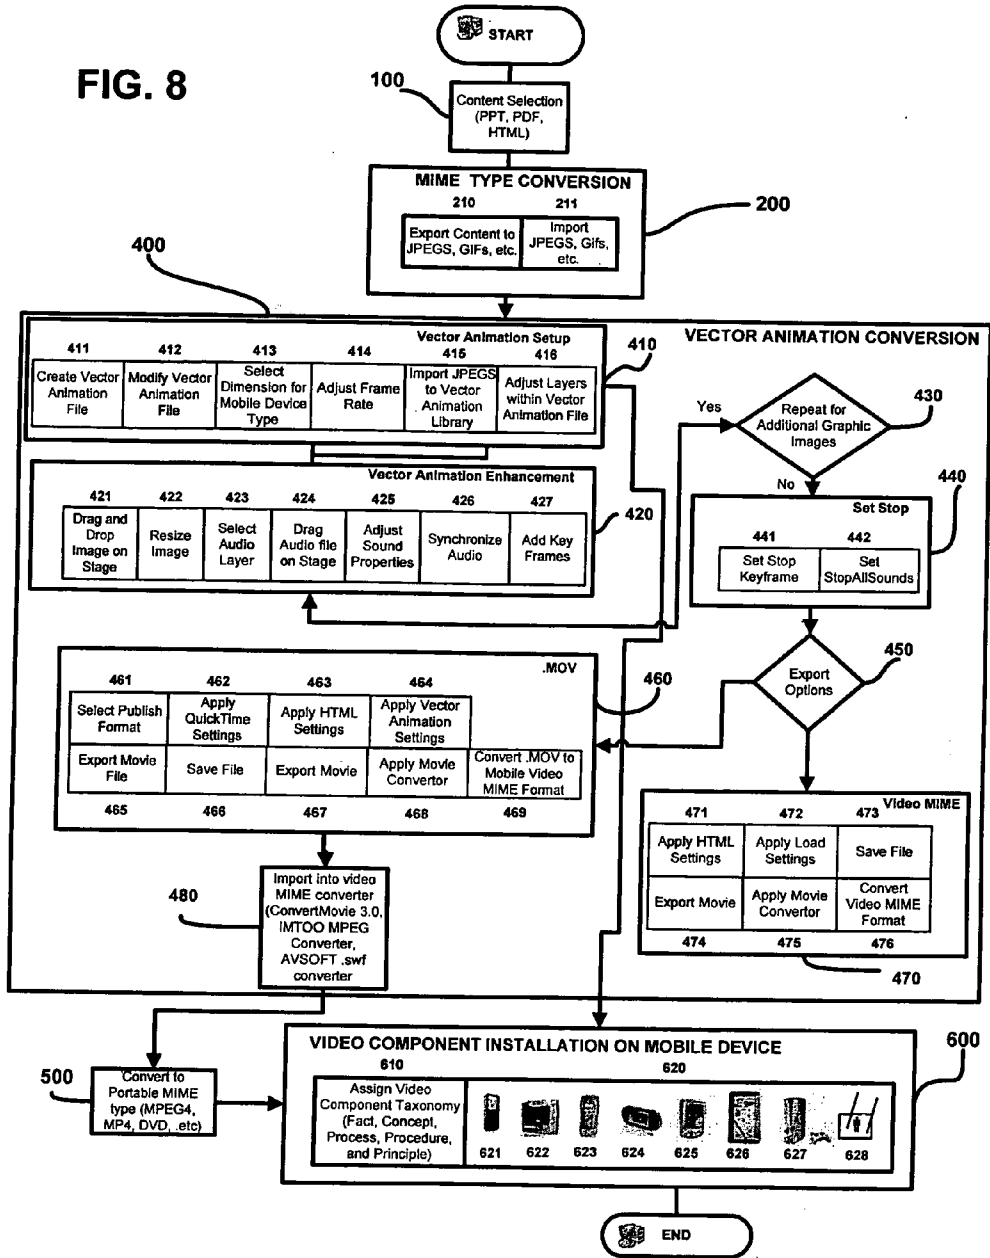 START
FIG. 8
100
Content Selection
(PPT, PDF,
HTML)
MIME TYPE CONVERSION
210
211
Export Content to
JPEGS, GIFs, etc.
Import
JPEGS, Gifs,
etc.
200
400
VECTOR ANIMATION CONVERSION
Vector Animation Setup
411
412
413
414
415
416
Create Vector
Animation
File
Modify Vector
Animation
File
Select
Dimension for
Mobile Device
Type
Adjust Frame
Rate
Import JPEGS
to Vector
Animation
Library
Adjust Layers
within Vector
Animation File
410
Yes
Repeat for
Additional Graphic
Images
430
No
Vector Animation Enhancement
421
422
423
424
425
426
427
Drag and
Drop
Image on
Stage
Resize
Image
Select
Audio
Layer
Drag
Audio file
on Stage
Adjust
Sound
Properties
Synchronize
Audio
Add Key
Frames
420
440
Set Stop
441
442
Set Stop
Keyframe
Set
StopAllSounds
Export
Options
450
.MOV
461
462
463
464
Select Publish
Format
Apply
QuickTime
Settings
Apply HTML
Settings
Apply Vector
Animation
Settings
Export Movie
File
Save File
Export Movie
Apply Movie
Convertor
Convert .MOV to
Mobile Video
MIME Format
465
466
467
468
469
460
Video MIME
471
472
473
Apply HTML
Settings
Apply Load
Settings
Save File
Export Movie
Apply Movie
Convertor
Convert
Video MIME
Format
474
475
476
470
480
Import into video
MIME converter
(ConvertMovie 3.0,
IMTOO MPEG
Converter,
AVSOFT .swf
converter
500
Convert to
Portable MIME
type (MPEG4,
MP4, DVD, .etc)
VIDEO COMPONENT INSTALLATION ON MOBILE DEVICE
600
610
620
Assign Video
Component Taxonomy
(Fact, Concept,
Process, Procedure,
and Principle)
621
622
623
624
625
626
627
628
END